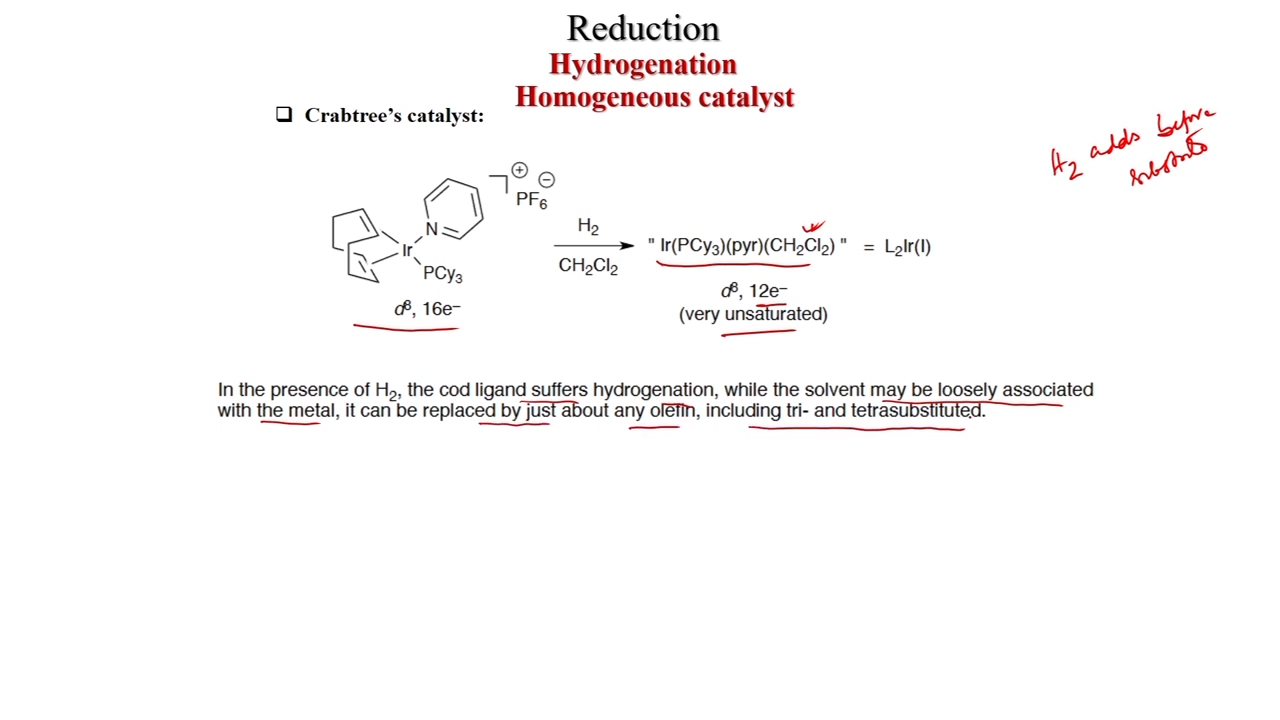 Reduction
Hydrogenation
Homogeneous catalyst
❑ Crabtree's catalyst:
H₂ adds before
⊕ ⊖
PF₆
N
Ir
PCy₃
H₂
CH₂Cl₂
" Ir(PCy₃)(pyr)(CH₂Cl₂) " = L₂Ir(I)
d⁸, 16e⁻
d⁸, 12e⁻
(very unsaturated)
In the presence of H₂, the cod ligand suffers hydrogenation, while the solvent may be loosely associated
with the metal, it can be replaced by just about any olefin, including tri- and tetrasubstituted.